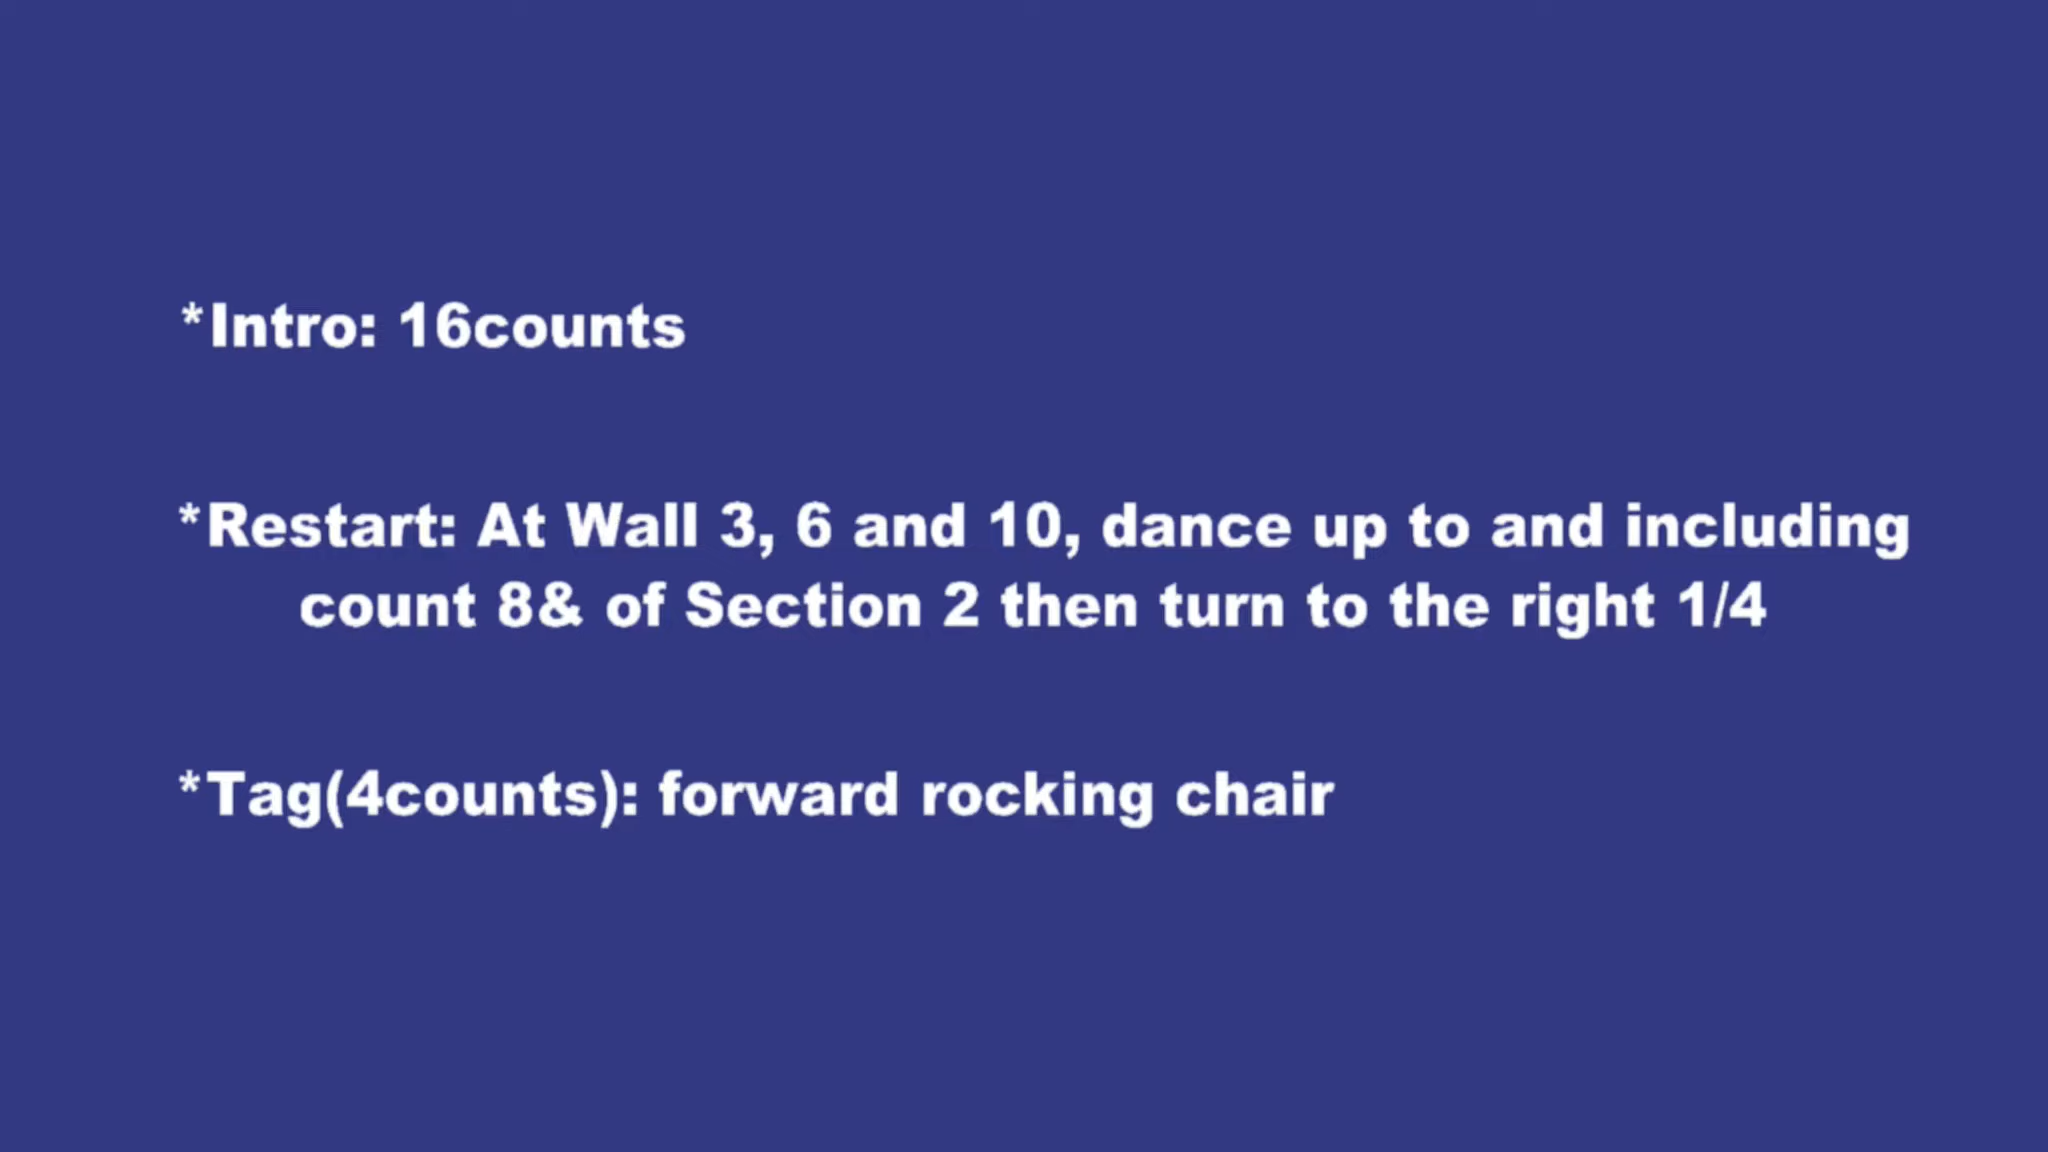 *Intro: 16counts
*Restart: At Wall 3, 6 and 10, dance up to and including
count 8& of Section 2 then turn to the right 1/4
*Tag(4counts): forward rocking chair